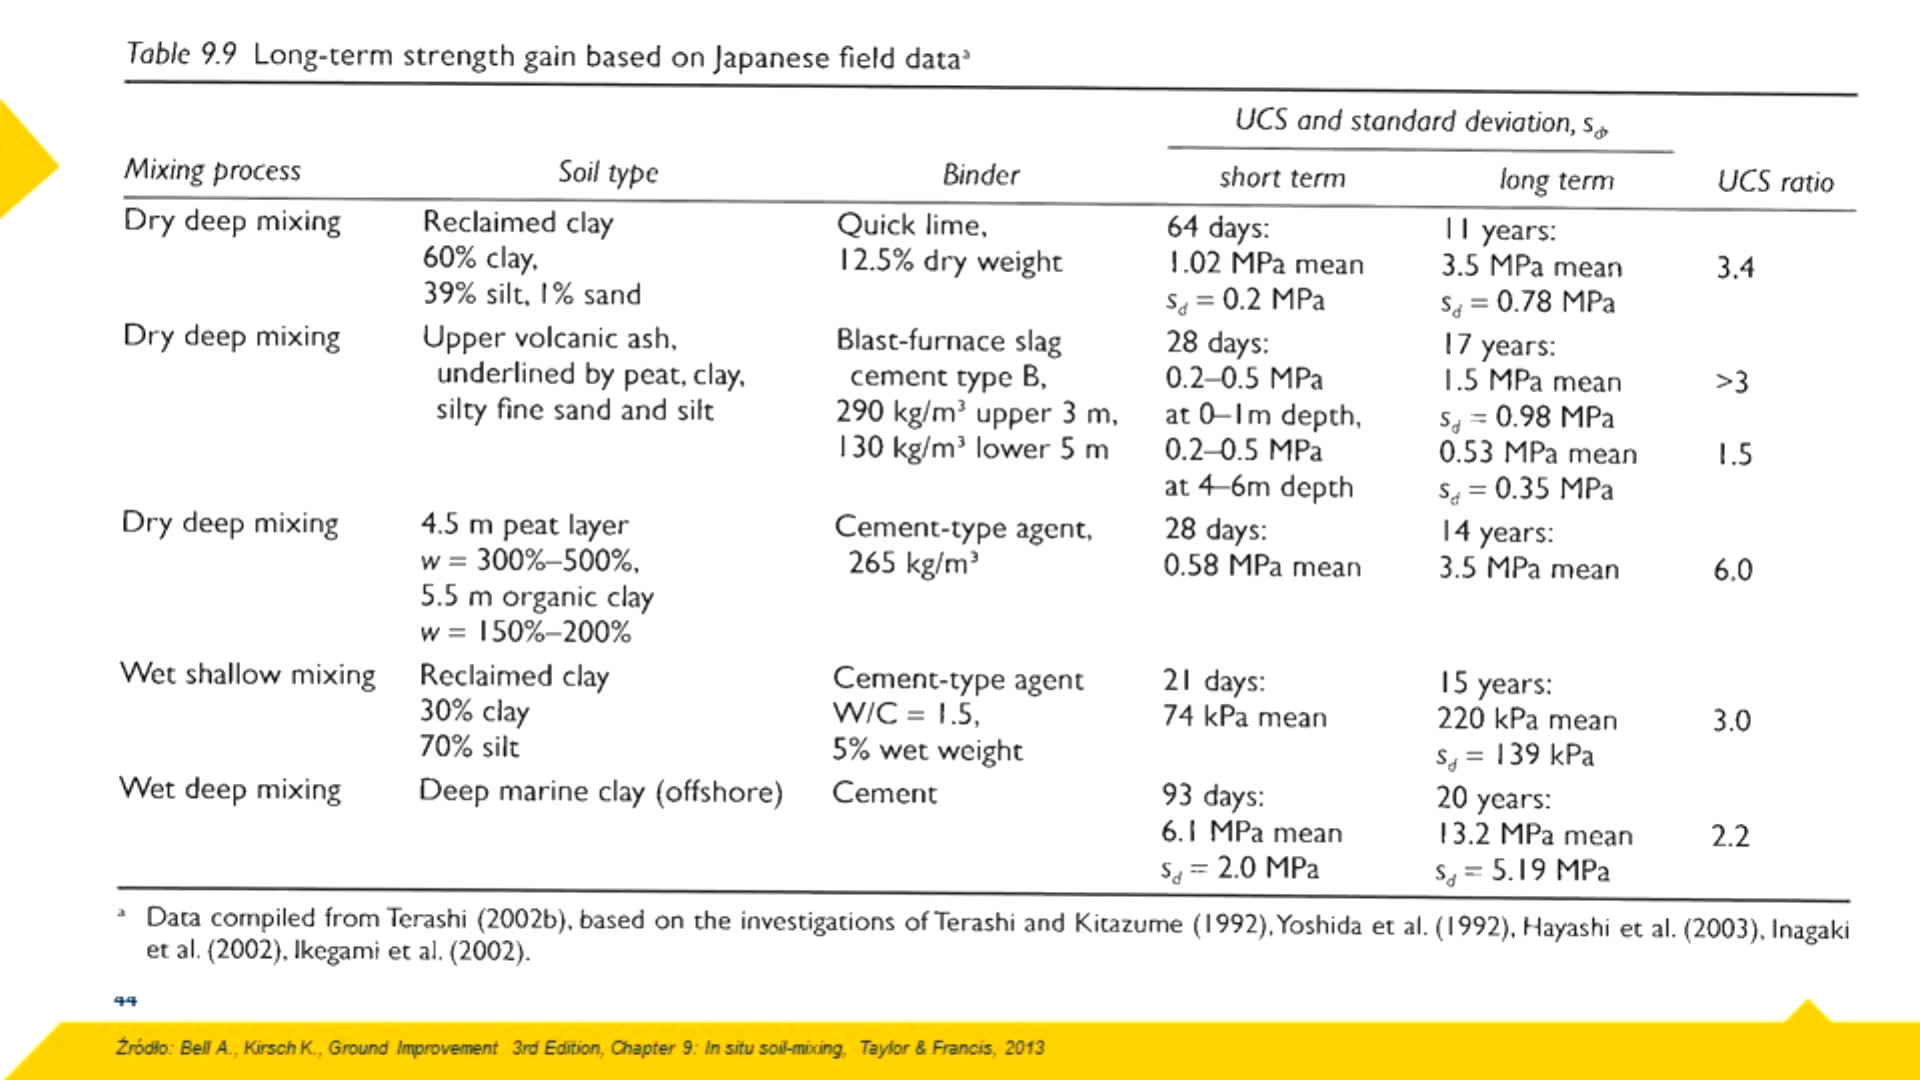 Table 9.9 Long-term strength gain based on Japanese field dataᵃ
UCS and standard deviation, s_d,
Mixing process Soil type Binder short term long term UCS ratio
Dry deep mixing Reclaimed clay Quick lime, 64 days: 11 years:
60% clay, 12.5% dry weight 1.02 MPa mean 3.5 MPa mean 3.4
39% silt, 1% sand s_d = 0.2 MPa s_d = 0.78 MPa
Dry deep mixing Upper volcanic ash, Blast-furnace slag 28 days: 17 years:
underlined by peat, clay, cement type B, 0.2–0.5 MPa 1.5 MPa mean >3
silty fine sand and silt 290 kg/m³ upper 3 m, at 0–1m depth, s_d = 0.98 MPa
130 kg/m³ lower 5 m 0.2–0.5 MPa 0.53 MPa mean 1.5
at 4–6m depth s_d = 0.35 MPa
Dry deep mixing 4.5 m peat layer Cement-type agent, 28 days: 14 years:
w = 300%–500%, 265 kg/m³ 0.58 MPa mean 3.5 MPa mean 6.0
5.5 m organic clay
w = 150%–200%
Wet shallow mixing Reclaimed clay Cement-type agent 21 days: 15 years:
30% clay W/C = 1.5, 74 kPa mean 220 kPa mean 3.0
70% silt 5% wet weight s_d = 139 kPa
Wet deep mixing Deep marine clay (offshore) Cement 93 days: 20 years:
6.1 MPa mean 13.2 MPa mean 2.2
s_d = 2.0 MPa s_d = 5.19 MPa
ᵃ Data compiled from Terashi (2002b), based on the investigations of Terashi and Kitazume (1992), Yoshida et al. (1992), Hayashi et al. (2003), Inagaki
et al. (2002), Ikegami et al. (2002).
44
Źródło: Bell A., Kirsch K., Ground Improvement 3rd Edition, Chapter 9: In situ soil-mixing, Taylor & Francis, 2013